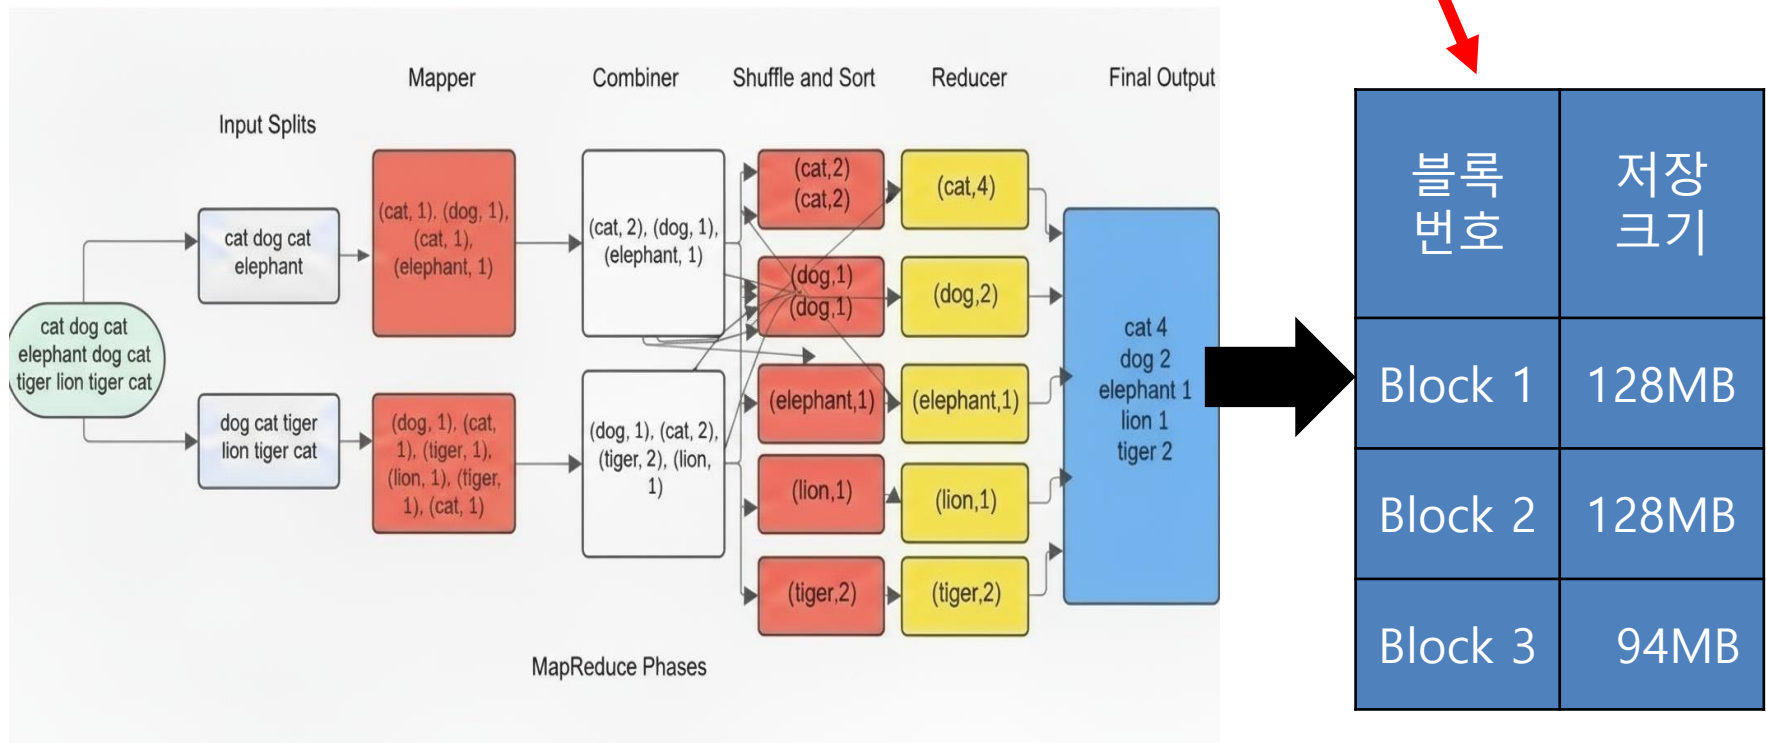 Mapper
Combiner
Shuffle and Sort
Reducer
Final Output
Input Splits
cat dog cat
elephant dog cat
tiger lion tiger cat
cat dog cat
elephant
dog cat tiger
lion tiger cat
(cat, 1), (dog, 1),
(cat, 1),
(elephant, 1)
(dog, 1), (cat,
1), (tiger, 1),
(lion, 1), (tiger,
1), (cat, 1)
(cat, 2), (dog, 1),
(elephant, 1)
(dog, 1), (cat, 2),
(tiger, 2), (lion,
1)
(cat,2)
(cat,2)
(dog,1)
(dog,1)
(elephant,1)
(lion,1)
(tiger,2)
(cat,4)
(dog,2)
(elephant,1)
(lion,1)
(tiger,2)
cat 4
dog 2
elephant 1
lion 1
tiger 2
MapReduce Phases
블록
번호
저장
크기
Block 1 128MB
Block 2 128MB
Block 3 94MB